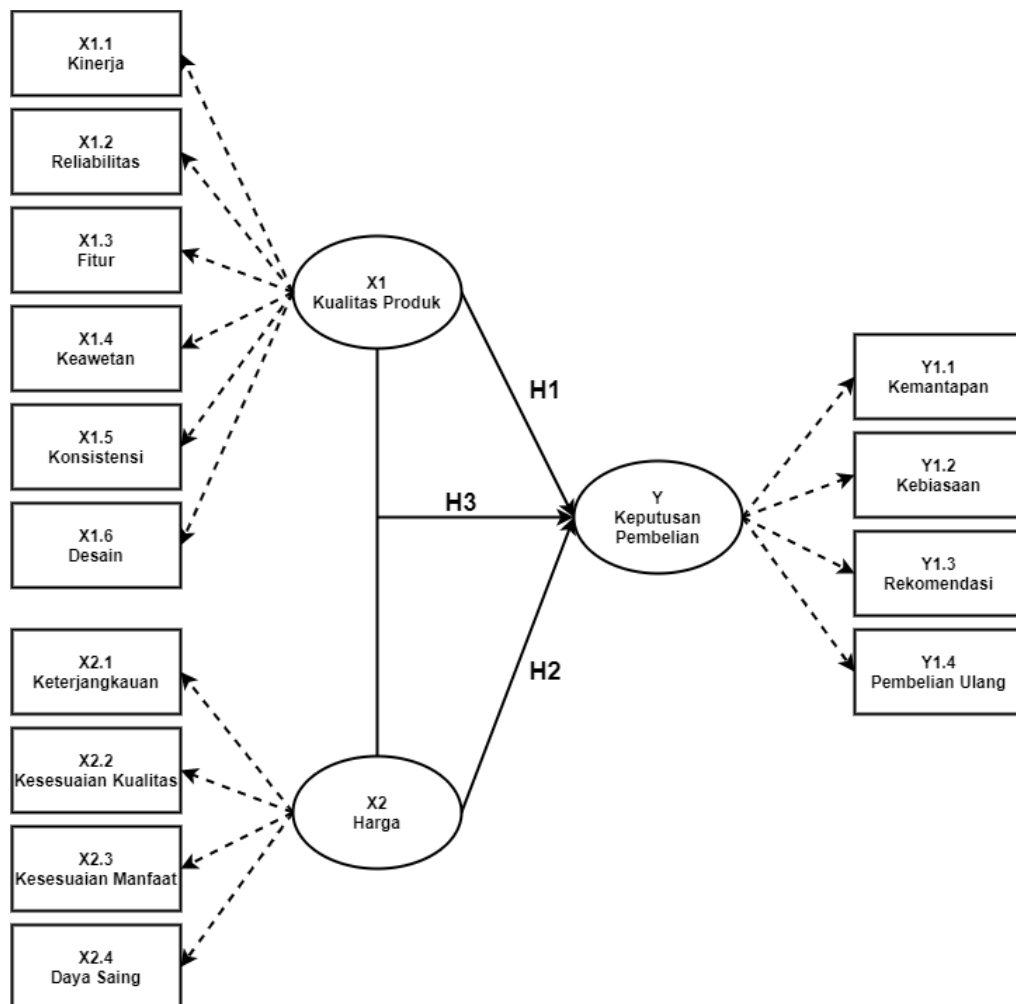 X1.1
Kinerja
X1.2
Reliabilitas
X1.3
Fitur
X1.4
Keawetan
X1.5
Konsistensi
X1.6
Desain
X2.1
Keterjangkauan
X2.2
Kesesuaian Kualitas
X2.3
Kesesuaian Manfaat
X2.4
Daya Saing
X1
Kualitas Produk
X2
Harga
H1
H3
H2
Y
Keputusan
Pembelian
Y1.1
Kemantapan
Y1.2
Kebiasaan
Y1.3
Rekomendasi
Y1.4
Pembelian Ulang